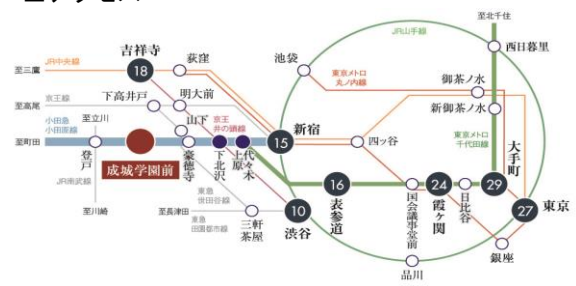 至北千住
JR山手線
西日暮里
吉祥寺
荻窪
池袋
JR中央線
至三鷹
18
東京メトロ
丸ノ内線
御茶ノ水
京王線
至高尾
下高井戸
明大前
新御茶ノ水
小田急
小田原線
至立川
山下
京王
井の頭線
新宿
四ッ谷
東京メトロ
千代田線
大手町
至町田
15
登戸
成城学園前
豪徳寺
下北沢
代々木
上原
16
24
29
JR南武線
東急
世田谷線
表参道
国会議事堂前
霞ヶ関
日比谷
至川崎
至長津田
東急
田園都市線
三軒
茶屋
10
渋谷
27
東京
銀座
品川